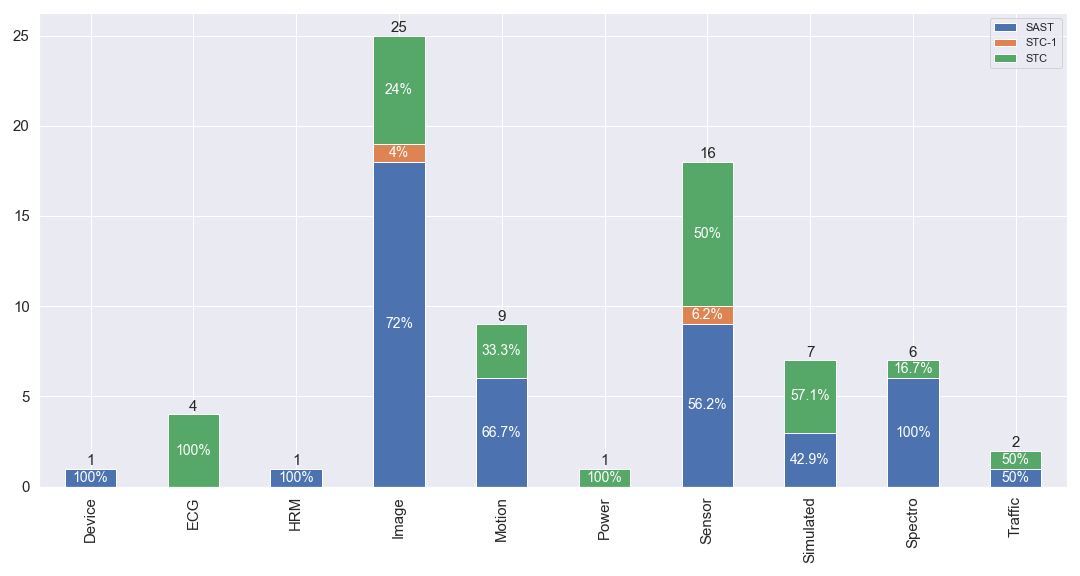 25
SAST
STC-1
STC
25
24%
20
4%
16
15
50%
72%
10
9
6.2%
33.3%
7
6
57.1%
16.7%
5
4
56.2%
66.7%
100%
100%
42.9%
2
1
1
1
50%
100%
100%
100%
50%
0
Device
ECG
HRM
Image
Motion
Power
Sensor
Simulated
Spectro
Traffic